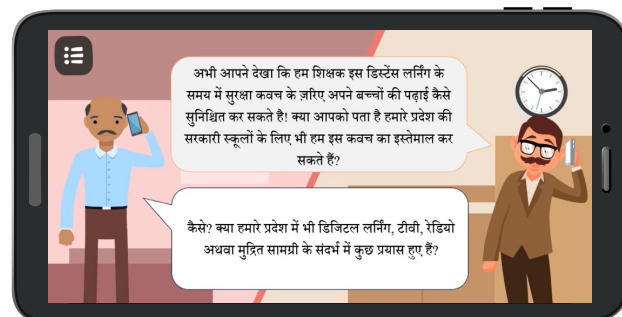 अभी आपने देखा कि हम शिक्षक इस डिस्टेंस लर्निंग के
समय में सुरक्षा कवच के ज़रिए अपने बच्चों की पढ़ाई कैसे
सुनिश्चित कर सकते है! क्या आपको पता है हमारे प्रदेश की
सरकारी स्कूलों के लिए भी हम इस कवच का इस्तेमाल कर
सकते हैं?
कैसे? क्या हमारे प्रदेश में भी डिजिटल लर्निंग, टीवी, रेडियो
अथवा मुद्रित सामग्री के संदर्भ में कुछ प्रयास हुए हैं?